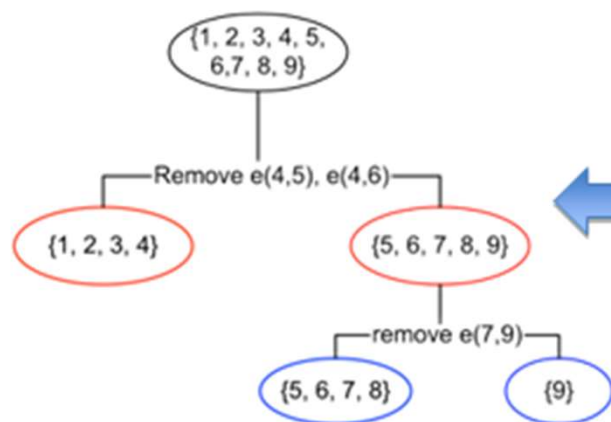 {1, 2, 3, 4, 5,
6,7, 8, 9}
Remove e(4,5), e(4,6)
{1, 2, 3, 4}
{5, 6, 7, 8, 9}
remove e(7,9)
{5, 6, 7, 8}
{9}